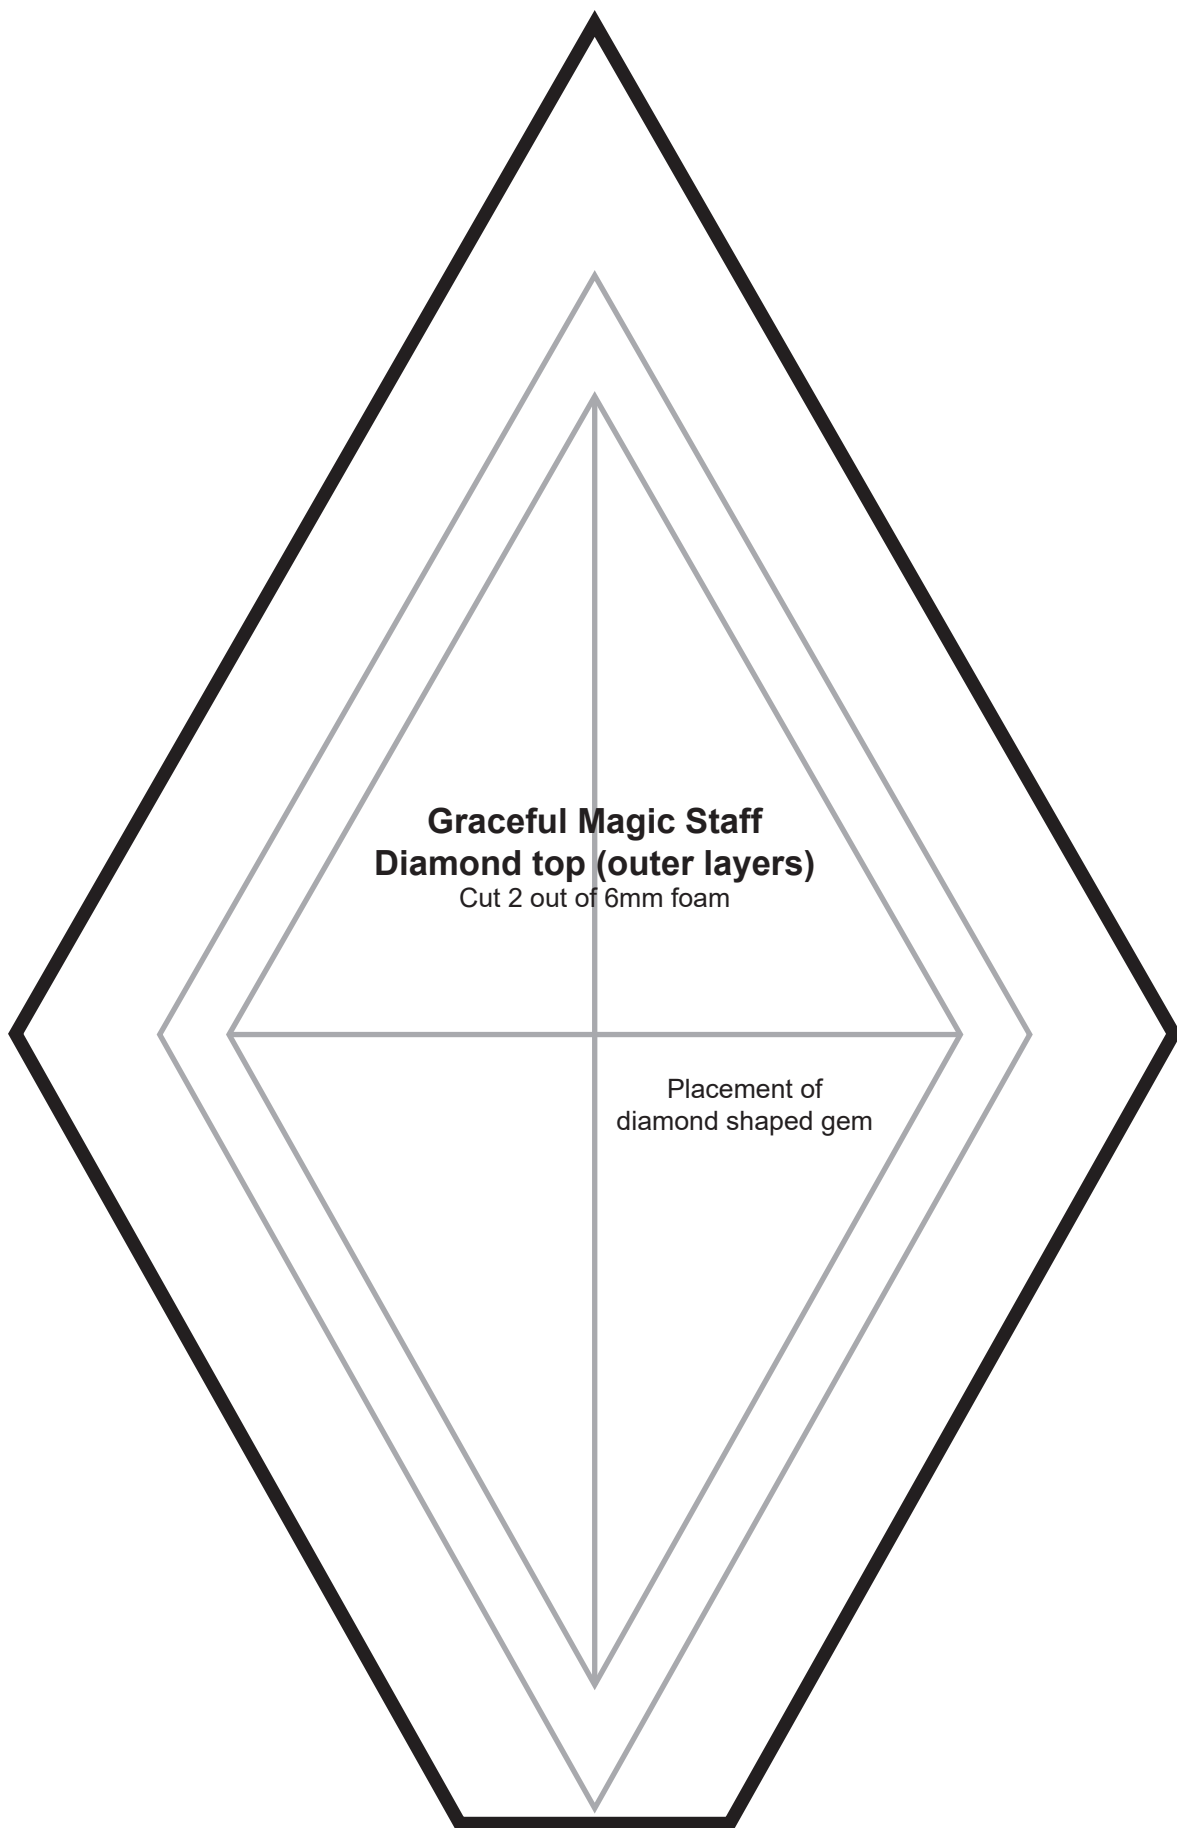 Graceful Magic Staff
Diamond top (outer layers)
Cut 2 out of 6mm foam
Placement of
diamond shaped gem